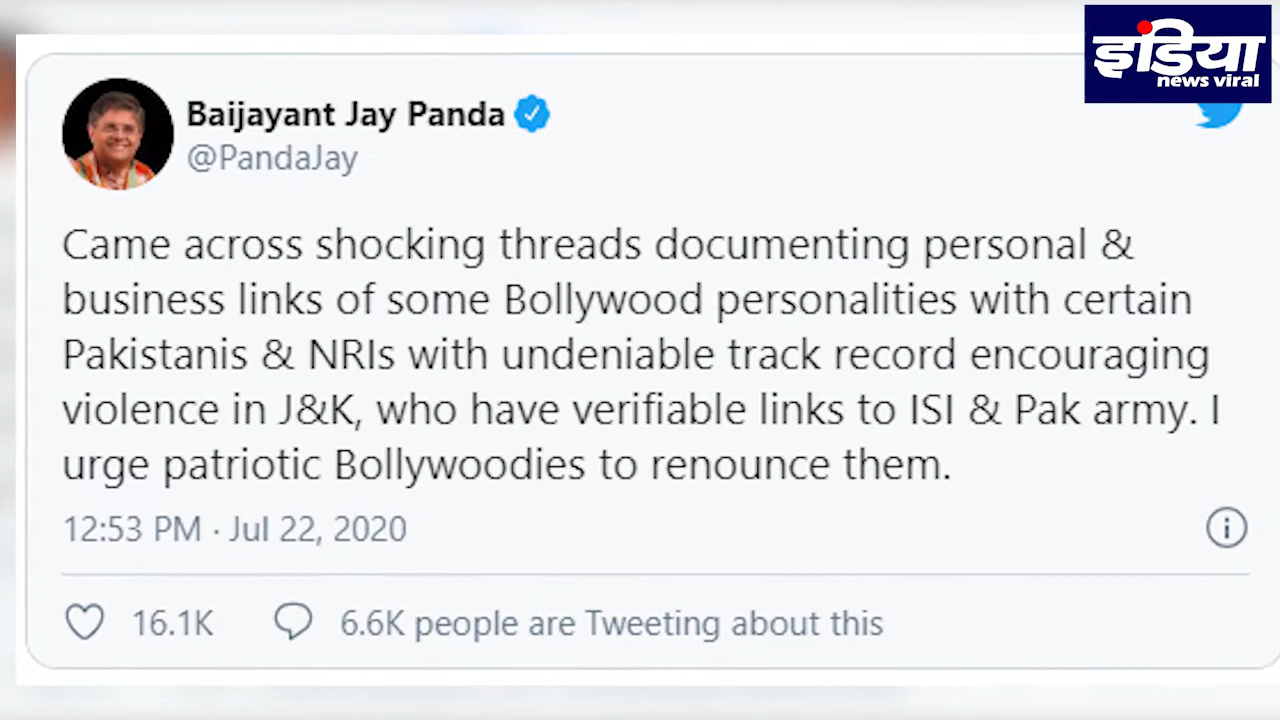 इंडिया
news viral
Baijayant Jay Panda
@PandaJay
Came across shocking threads documenting personal &
business links of some Bollywood personalities with certain
Pakistanis & NRIs with undeniable track record encouraging
violence in J&K, who have verifiable links to ISI & Pak army. I
urge patriotic Bollywoodies to renounce them.
12:53 PM · Jul 22, 2020
16.1K 6.6K people are Tweeting about this